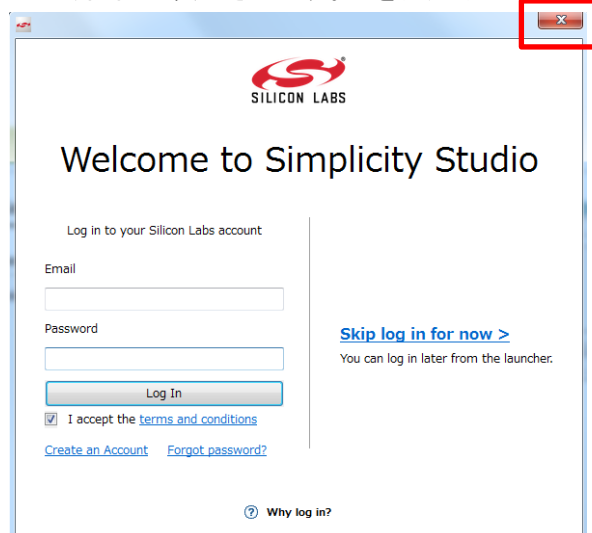 SILICON LABS
Welcome to Simplicity Studio
Log in to your Silicon Labs account
Email
Password
Log In
I accept the terms and conditions
Create an Account Forgot password?
Skip log in for now >
You can log in later from the launcher.
? Why log in?